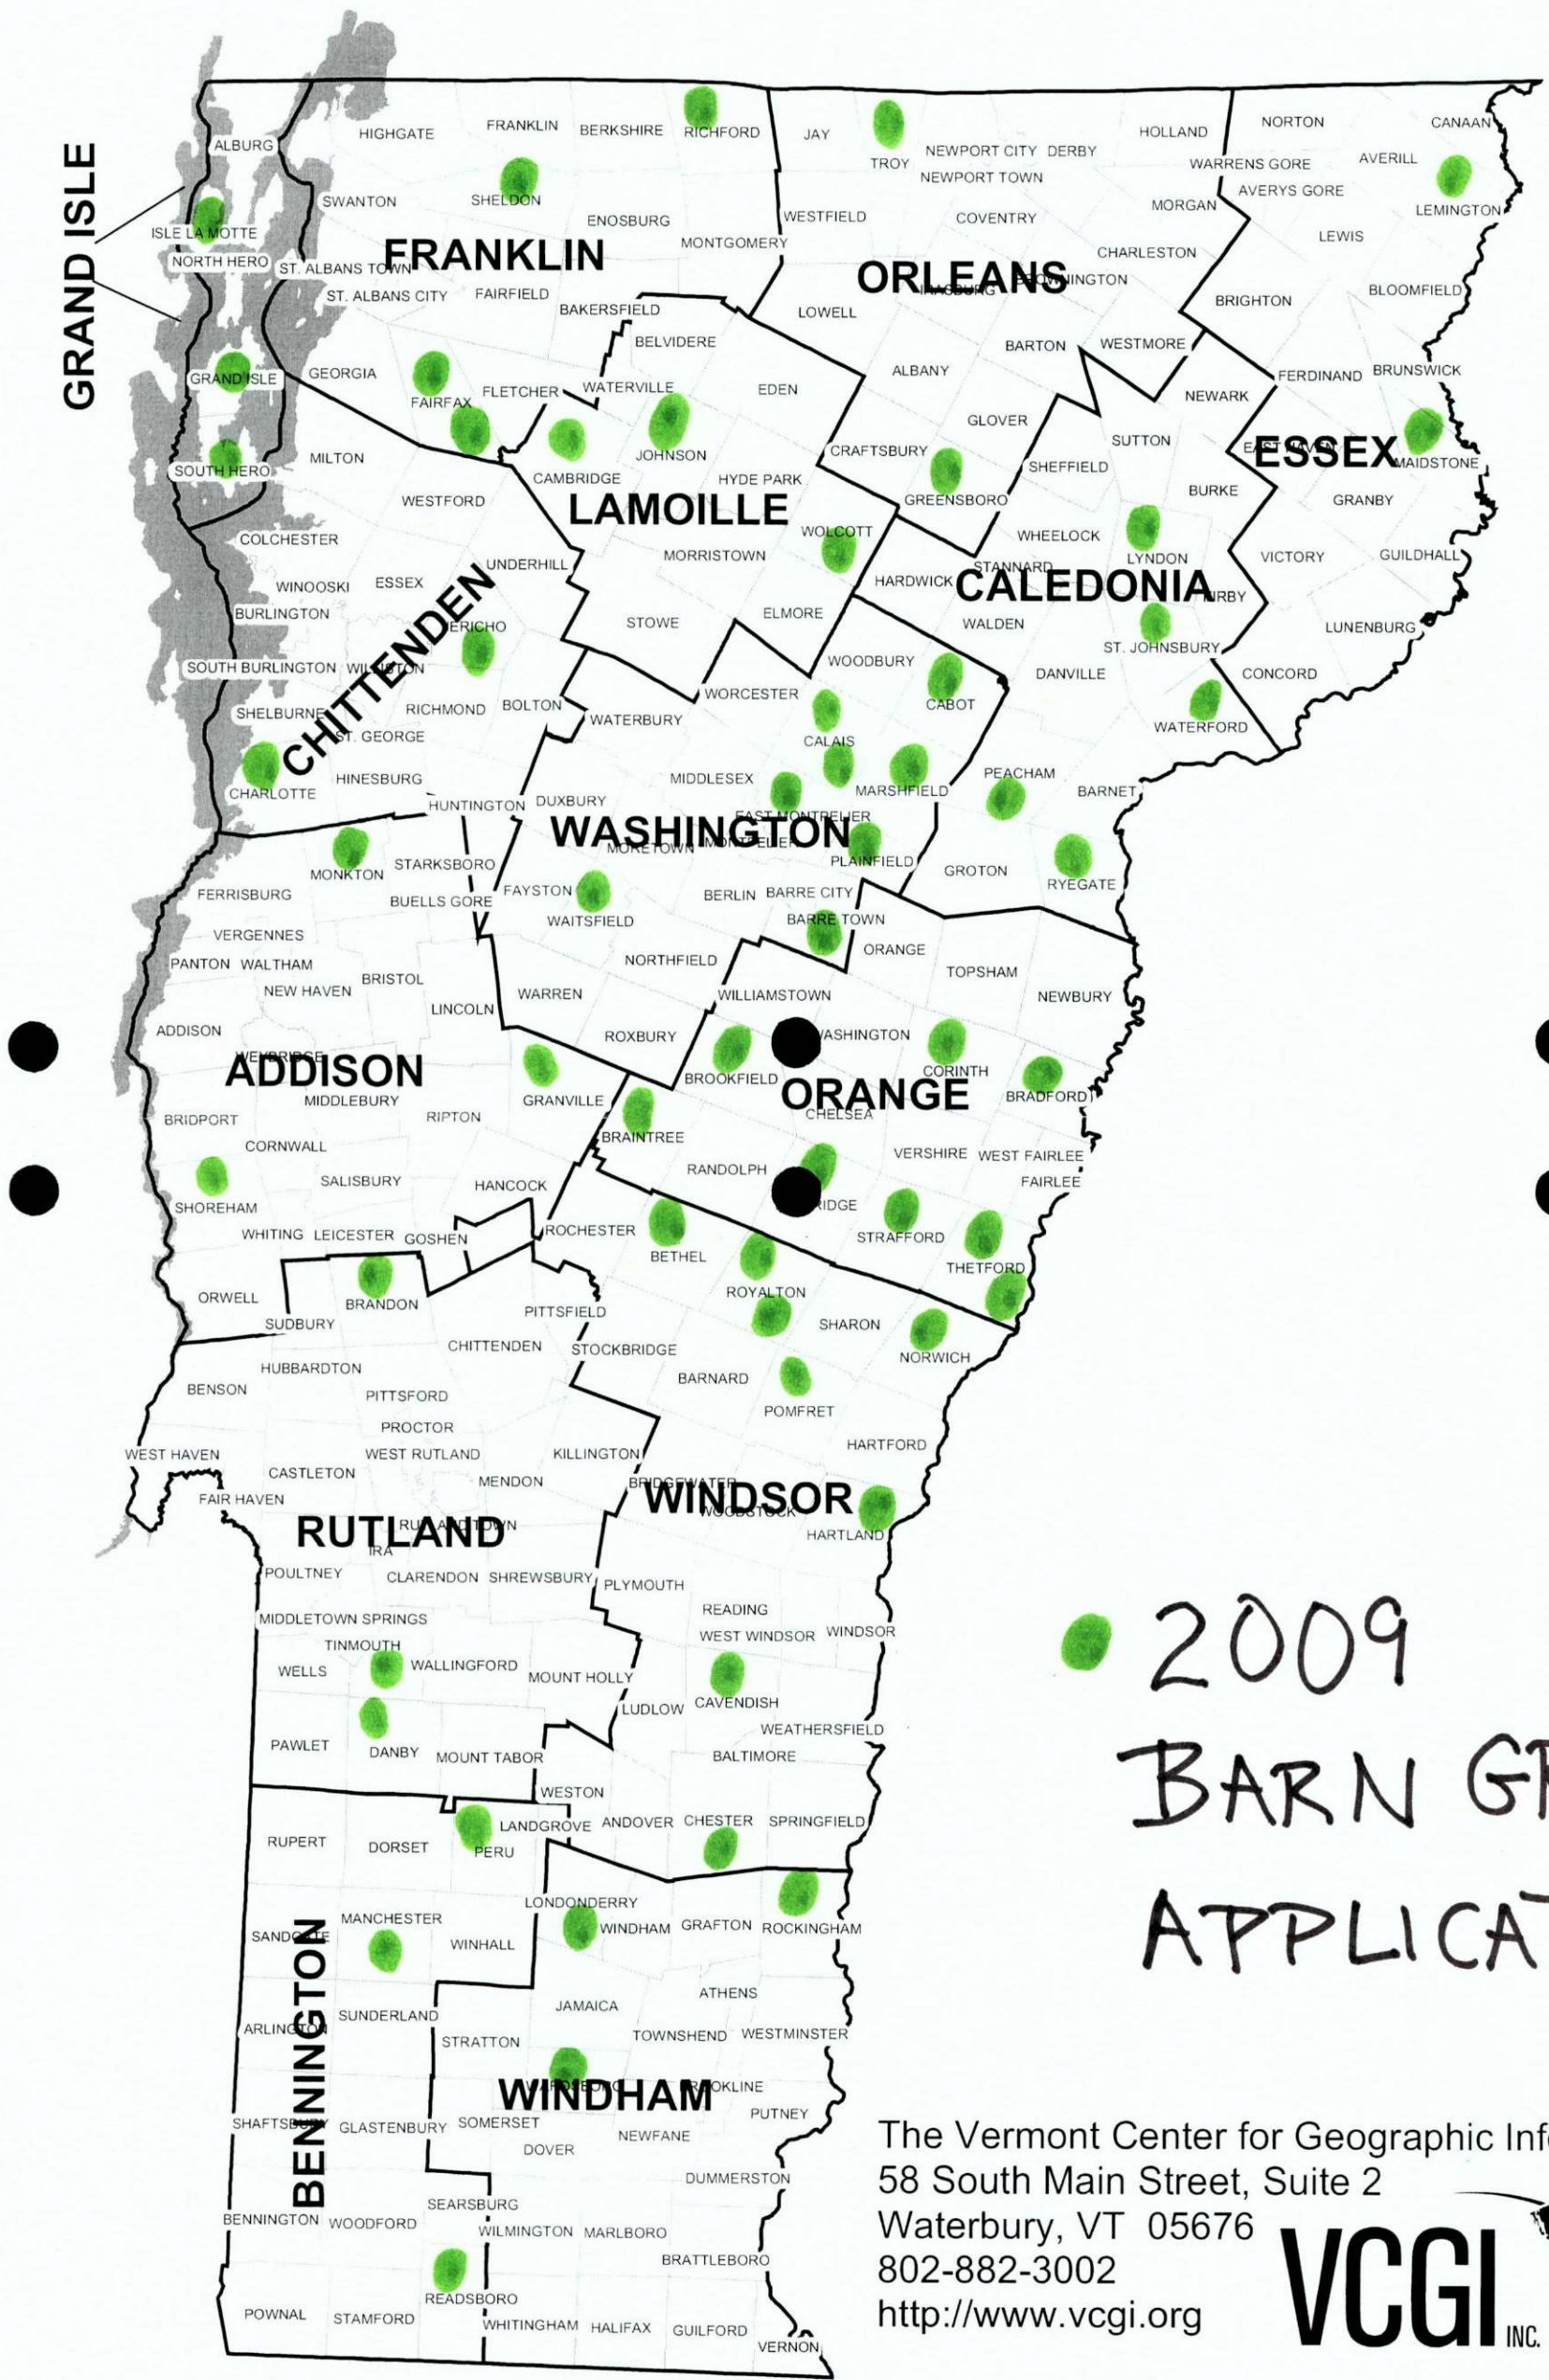 GRAND ISLE
ALBURG
HIGHGATE
FRANKLIN
BERKSHIRE
RICHFORD
JAY
TROY
NEWPORT CITY
DERBY
HOLLAND
NORTON
CANAAN
NEWPORT TOWN
WARRENS GORE
AVERILL
AVERYS GORE
SWANTON
SHELDON
ENOSBURG
WESTFIELD
COVENTRY
MORGAN
LEMINGTON
ISLE LA MOTTE
MONTGOMERY
LEWIS
NORTH HERO
ST. ALBANS TOWN
FRANKLIN
CHARLESTON
ORLEANS
ST. ALBANS CITY
FAIRFIELD
BAKERSFIELD
LOWELL
BRIGHTON
BLOOMFIELD
BELVIDERE
BARTON
WESTMORE
GRAND ISLE
GEORGIA
FAIRFAX
FLETCHER
WATERVILLE
EDEN
ALBANY
NEWARK
FERDINAND
BRUNSWICK
GLOVER
SUTTON
SOUTH HERO
MILTON
CAMBRIDGE
JOHNSON
HYDE PARK
CRAFTSBURY
SHEFFIELD
ESSEX
MAIDSTONE
WESTFORD
LAMOILLE
GREENSBORO
BURKE
GRANBY
COLCHESTER
WOLCOTT
WHEELOCK
LYNDON
VICTORY
GUILDHALL
UNDERHILL
MORRISTOWN
STANNARD
WINOOSKI
ESSEX
HARDWICK
CALEDONIA
BURLINGTON
CHITTENDEN
STOWE
ELMORE
WALDEN
LUNENBURG
SOUTH BURLINGTON
WOODBURY
ST. JOHNSBURY
DANVILLE
CONCORD
SHELBURNE
RICHMOND
BOLTON
WATERBURY
WORCESTER
CABOT
WATERFORD
ST. GEORGE
CALAIS
CHARLOTTE
HINESBURG
MIDDLESEX
MARSHFIELD
PEACHAM
BARNET
HUNTINGTON
DUXBURY
EAST MONTPELIER
WASHINGTON
MONKTON
STARKSBORO
MORETOWN
MONTPELIER
PLAINFIELD
GROTON
RYEGATE
FERRISBURG
BUELLS GORE
FAYSTON
WAITSFIELD
BERLIN
BARRE CITY
BARRE TOWN
VERGENNES
NORTHFIELD
ORANGE
PANTON
WALTHAM
NEW HAVEN
BRISTOL
LINCOLN
WARREN
WILLIAMSTOWN
TOPSHAM
NEWBURY
ADDISON
ROXBURY
WEYBRIDGE
ADDISON
GRANVILLE
BROOKFIELD
ORANGE
CORINTH
BRADFORD
MIDDLEBURY
BRIDPORT
RIPTON
BRAINTREE
CHELSEA
CORNWALL
RANDOLPH
VERSHIRE
WEST FAIRLEE
FAIRLEE
SALISBURY
HANCOCK
SHOREHAM
WHITING
LEICESTER
GOSHEN
ROCHESTER
BETHEL
STRAFFORD
THETFORD
ORWELL
SUDBURY
BRANDON
PITTSFIELD
ROYALTON
SHARON
CHITTENDEN
STOCKBRIDGE
NORWICH
HUBBARDTON
BENSON
PITTSFORD
BARNARD
POMFRET
PROCTOR
WEST HAVEN
WEST RUTLAND
KILLINGTON
HARTFORD
CASTLETON
MENDON
BRIDGEWATER
FAIR HAVEN
WINDSOR
WOODSTOCK
RUTLAND TOWN
RUTLAND
HARTLAND
IRA
POULTNEY
CLARENDON
SHREWSBURY
PLYMOUTH
READING
MIDDLETOWN SPRINGS
TINMOUTH
WEST WINDSOR
WINDSOR
WELLS
WALLINGFORD
MOUNT HOLLY
LUDLOW
CAVENDISH
WEATHERSFIELD
PAWLET
DANBY
MOUNT TABOR
BALTIMORE
WESTON
RUPERT
DORSET
PERU
LANDGROVE
ANDOVER
CHESTER
SPRINGFIELD
LONDONDERRY
MANCHESTER
WINDHAM
GRAFTON
ROCKINGHAM
BENNINGTON
WINHALL
ATHENS
JAMAICA
SUNDERLAND
ARLINGTON
STRATTON
TOWNSHEND
WESTMINSTER
WINDHAM
BROOKLINE
PUTNEY
SHAFTSBURY
GLASTENBURY
SOMERSET
DOVER
NEWFANE
DUMMERSTON
SEARSBURG
BENNINGTON
WOODFORD
WILMINGTON
MARLBORO
BRATTLEBORO
READSBORO
POWNAL
STAMFORD
WHITINGHAM
HALIFAX
GUILFORD
VERNON
2009
BARN
The Vermont Center for Geographic
58 South Main Street, Suite 2
Waterbury, VT 05676
802-882-3002
http://www.vcgi.org
VCGI INC.